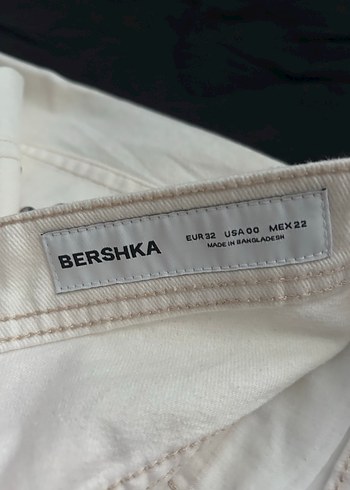 BERSHKA
EUR 32 USA 00 MEX 22
MADE IN BANGLADESH